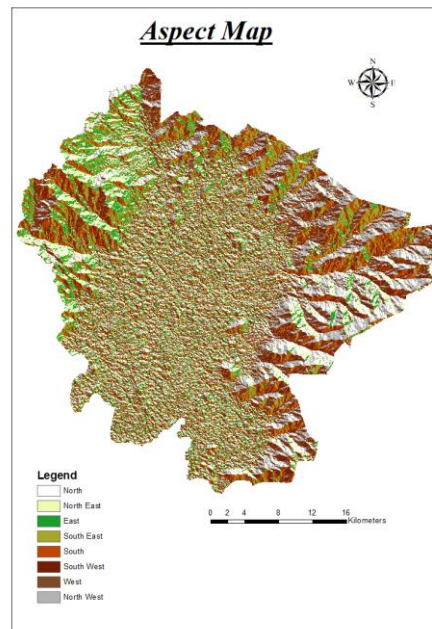 Aspect Map
N
W E
S
Legend
North
North East
East
South East
South
South West
West
North West
0 2 4 8 12 16
Kilometers